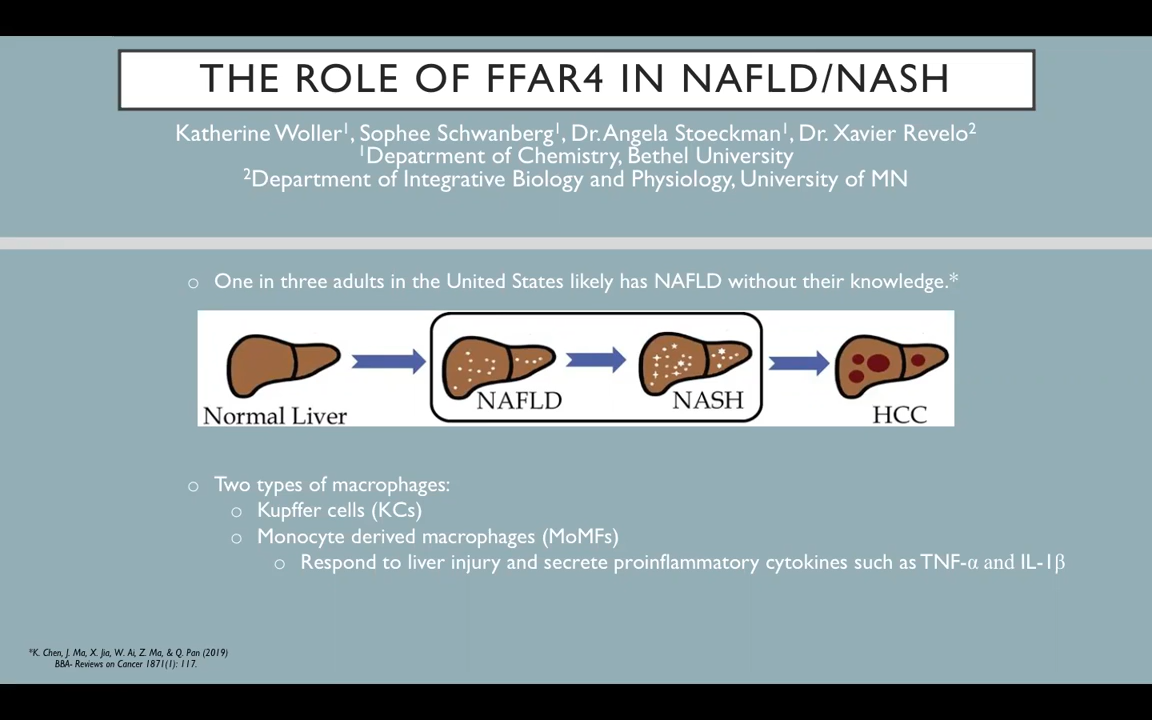 THE ROLE OF FFAR4 IN NAFLD/NASH
Katherine Woller¹, Sophee Schwanberg¹, Dr. Angela Stoeckman¹, Dr. Xavier Revelo²
¹Depatrment of Chemistry, Bethel University
²Department of Integrative Biology and Physiology, University of MN
○ One in three adults in the United States likely has NAFLD without their knowledge.*
Normal Liver
NAFLD
NASH
HCC
○ Two types of macrophages:
○ Kupffer cells (KCs)
○ Monocyte derived macrophages (MoMFs)
○ Respond to liver injury and secrete proinflammatory cytokines such as TNF-α and IL-1β
*K. Chen, J. Ma, X. Jia, W. Ai, Z. Ma, & Q. Pan (2019)
BBA- Reviews on Cancer 1871(1): 117.